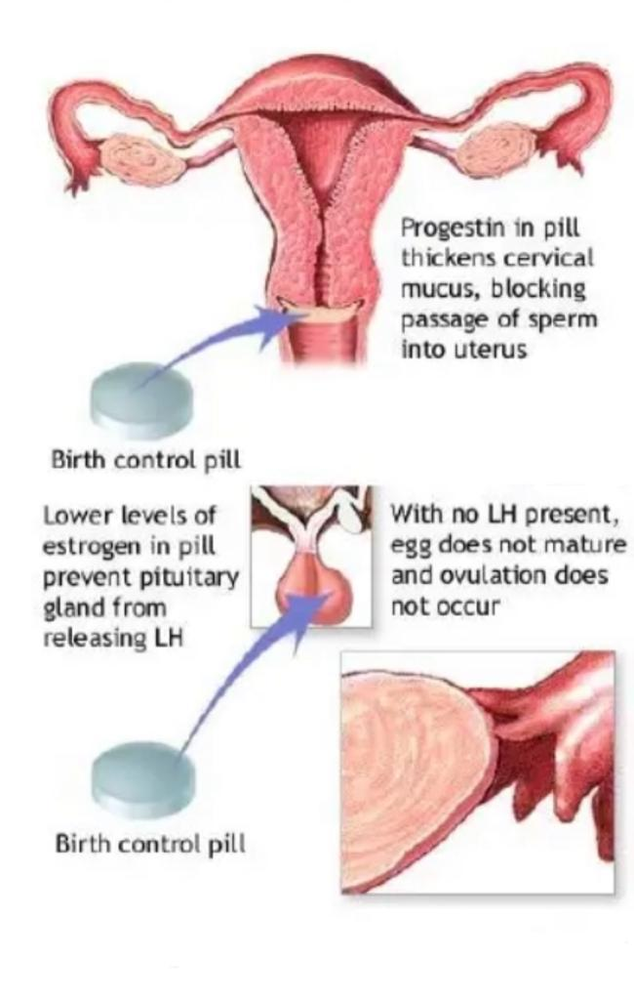 Progestin in pill
thickens cervical
mucus, blocking
passage of sperm
into uterus
Birth control pill
Lower levels of
estrogen in pill
prevent pituitary
gland from
releasing LH
With no LH present,
egg does not mature
and ovulation does
not occur
Birth control pill